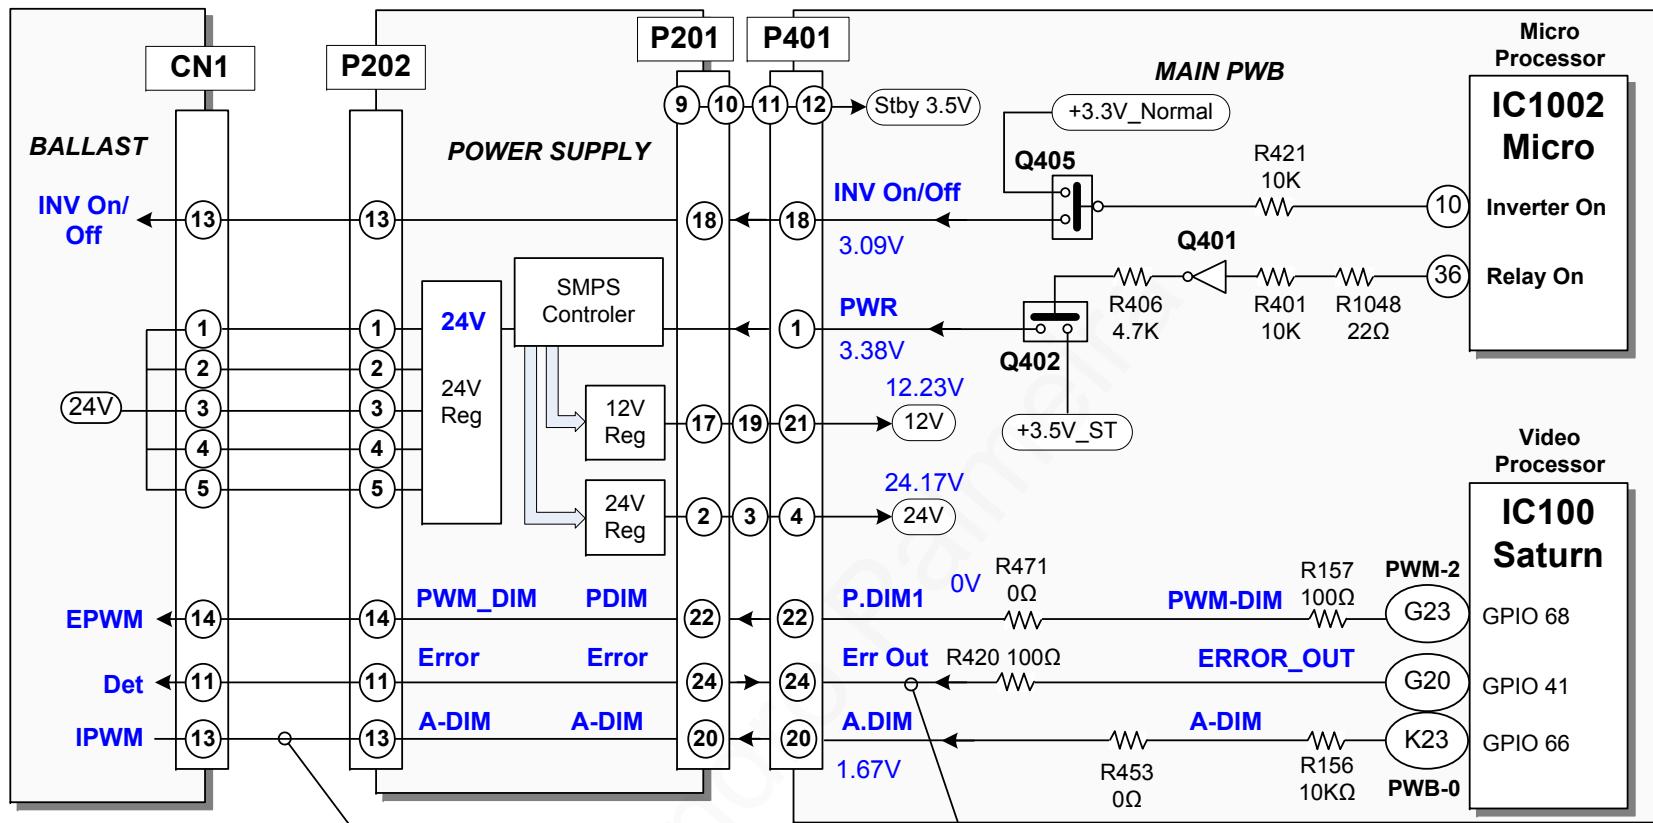 P201
P401
Micro
Processor
CN1
P202
MAIN PWB
9
10
11
12
Stby 3.5V
+3.3V_Normal
IC1002
Micro
BALLAST
POWER SUPPLY
Q405
R421
10K
INV On/
Off
13
13
18
18
INV On/Off
3.09V
10
Inverter On
Q401
36
Relay On
SMPS
Controler
R406
4.7K
R401
10K
R1048
22Ω
1
1
24V
1
PWR
3.38V
Q402
2
2
24V
3
3
24V
Reg
12V
Reg
17
19
21
12.23V
12V
+3.5V_ST
4
4
5
5
Video
Processor
24V
Reg
2
3
4
24.17V
24V
IC100
Saturn
EPWM
14
14
PWM_DIM
PDIM
22
22
P.DIM1
0V
R471
0Ω
PWM-DIM
R157
100Ω
PWM-2
G23
GPIO 68
Det
11
11
Error
Error
24
24
Err Out
R420 100Ω
ERROR_OUT
G20
GPIO 41
IPWM
13
13
A-DIM
A-DIM
20
20
A.DIM
1.67V
R453
0Ω
A-DIM
R156
10KΩ
K23
GPIO 66
PWB-0